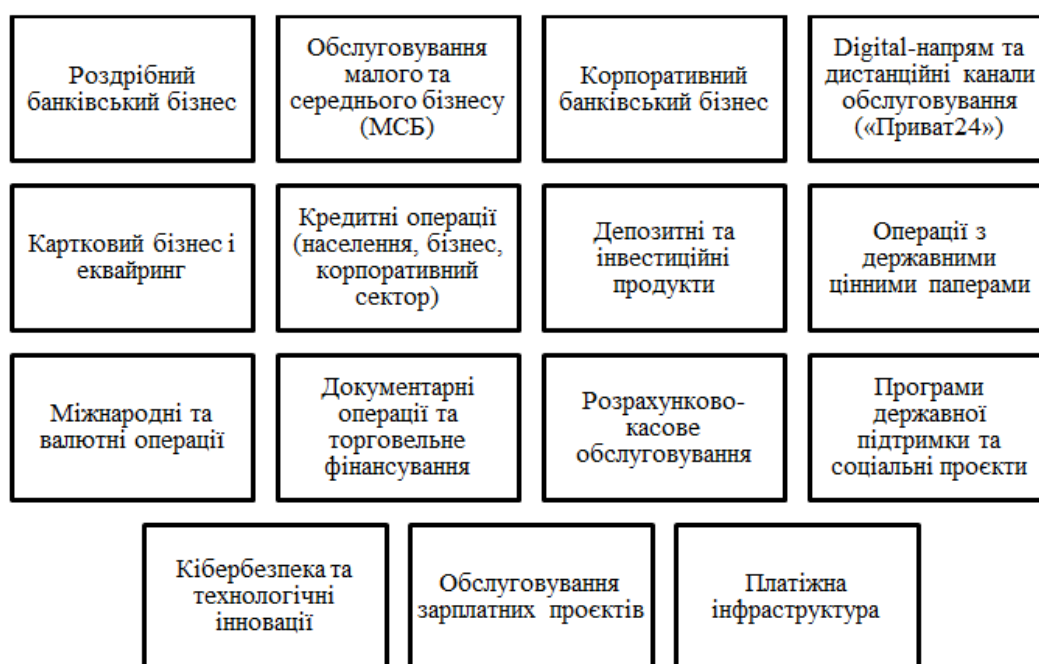 Роздрібний
банківський бізнес
Обслуговування
малого та
середнього бізнесу
(МСБ)
Корпоративний
банківський бізнес
Digital-напрям та
дистанційні канали
обслуговування
(«Приват24»)
Картковий бізнес і
еквайринг
Кредитні операції
(населення, бізнес,
корпоративний
сектор)
Депозитні та
інвестиційні
продукти
Операції з
державними
цінними паперами
Міжнародні та
валютні операції
Документарні
операції та
торговельне
фінансування
Розрахунково-
касове
обслуговування
Програми
державної
підтримки та
соціальні проєкти
Кібербезпека та
технологічні
інновації
Обслуговування
зарплатних проєктів
Платіжна
інфраструктура